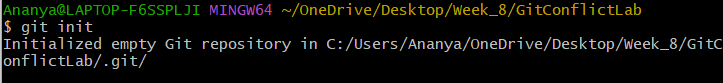 Ananya@LAPTOP-F6SSPLJI MINGW64 ~/OneDrive/Desktop/Week_8/GitConflictLab
$ git init
Initialized empty Git repository in C:/Users/Ananya/OneDrive/Desktop/Week_8/GitC
onflictLab/.git/